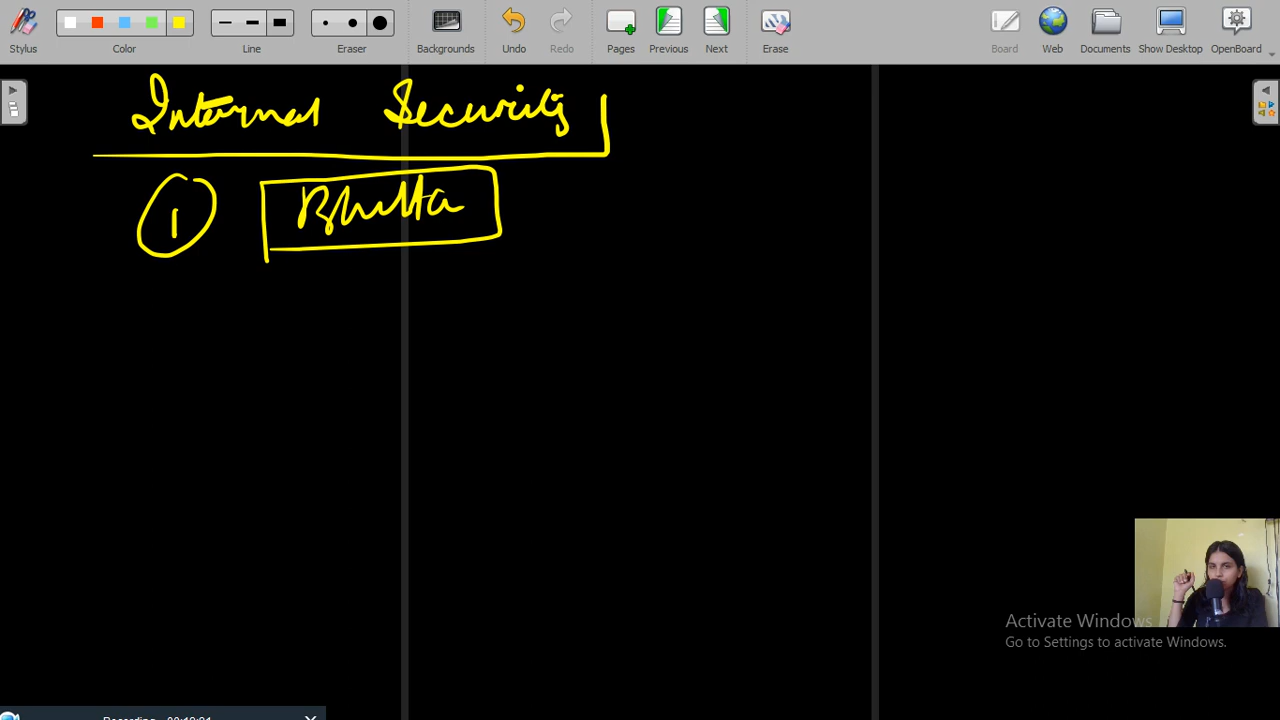 Stylus
Color
Line
Eraser
Backgrounds
Undo
Redo
Pages
Previous
Next
Erase
Board
Web
Documents
Show Desktop
OpenBoard
Internal Security
1 Bhutta
Activate Windows
Go to Settings to activate Windows.